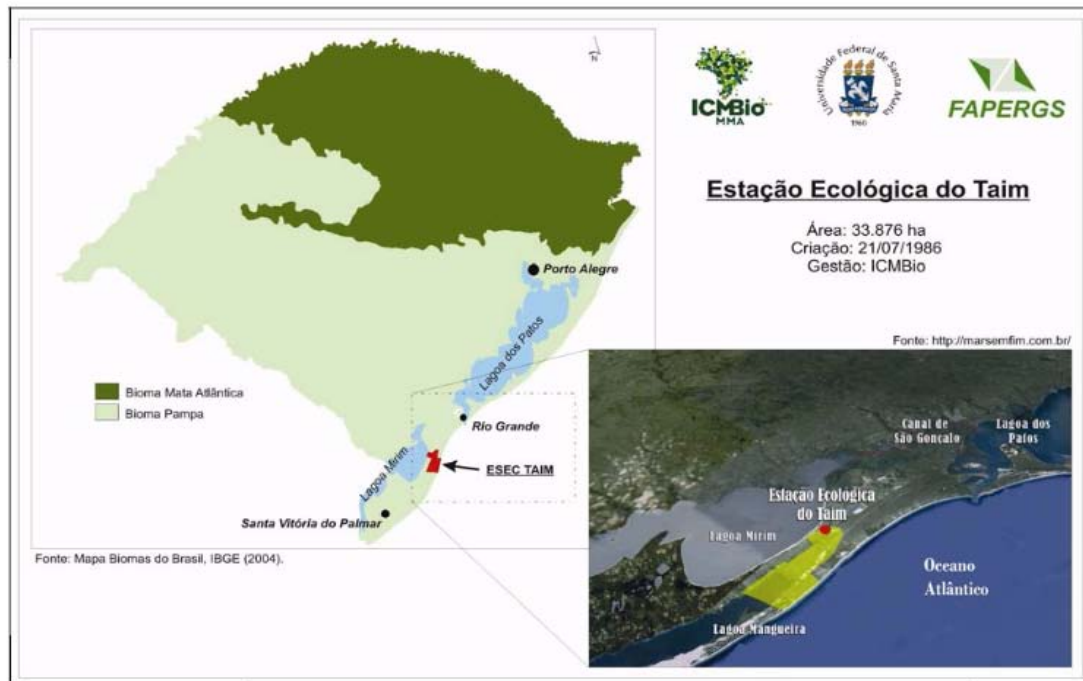 N
Bioma Mata Atlântica
Bioma Pampa
Porto Alegre
Lagoa dos Patos
Rio Grande
Lagoa Mirim
ESEC TAIM
Santa Vitória do Palmar
Fonte: Mapa Biomas do Brasil, IBGE (2004).
ICMBio
MMA
Universidade Federal de Santa Maria
1960
FAPERGS
Estação Ecológica do Taim
Área: 33.876 ha
Criação: 21/07/1986
Gestão: ICMBio
Fonte: http://marsemfim.com.br/
Canal de
São Gonçalo
Lagoa dos
Patos
Estação Ecológica
do Taim
Lagoa Mirim
Oceano
Atlântico
Lagoa Mangueira